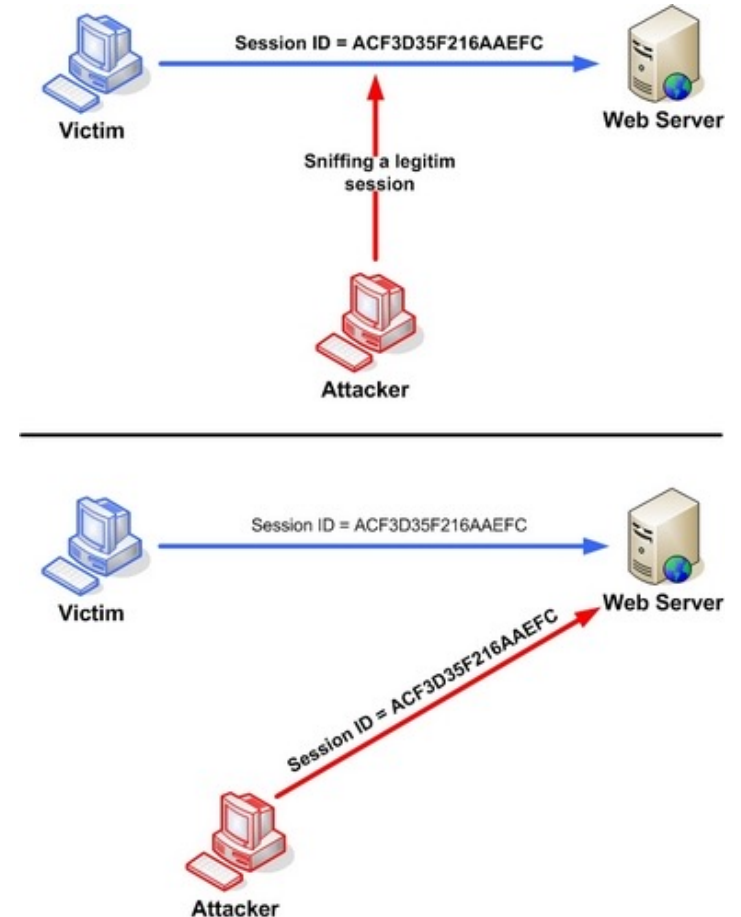 Session ID = ACF3D35F216AAEFC
Victim
Web Server
Sniffing a legitim
session
Attacker
Session ID = ACF3D35F216AAEFC
Victim
Web Server
Session ID = ACF3D35F216AAEFC
Attacker